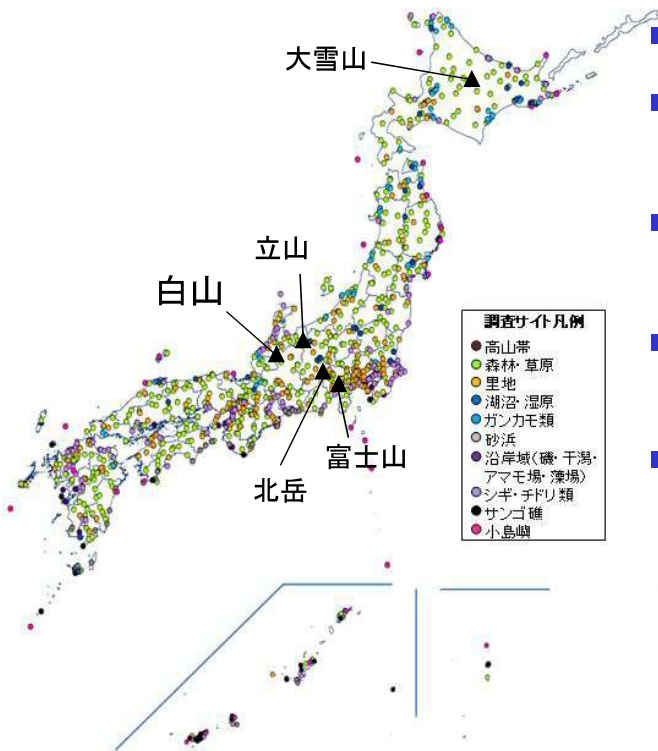 大雪山
立山
白山
富士山
北岳
調査サイト凡例
高山帯
森林・草原
里地
湖沼・湿原
ガンカモ類
砂浜
沿岸域(磯・干潟・
アマモ場・藻場)
シギ・チドリ類
サンゴ礁
小島嶼